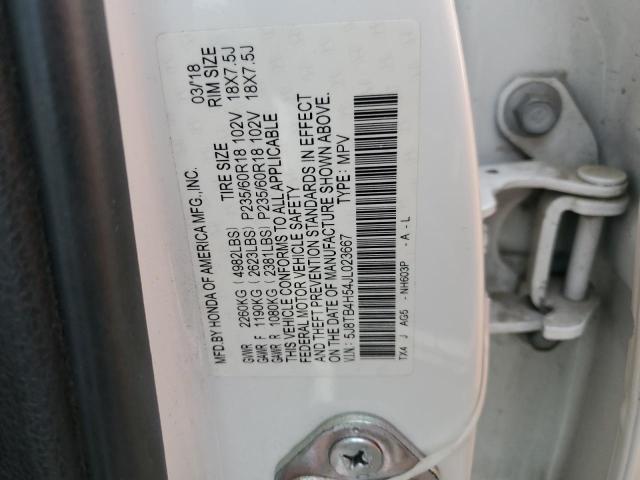 MFD.BY HONDA OF AMERICA MFG.,INC. 03/18
TIRE SIZE RIM SIZE
GVWR 2260KG (4982LBS) P235/60R18 102V 18X7.5J
GAWR F 1190KG (2623LBS) P235/60R18 102V 18X7.5J
GAWR R 1080KG (2381LBS)
THIS VEHICLE CONFORMS TO ALL APPLICABLE
FEDERAL MOTOR VEHICLE SAFETY
AND THEFT PREVENTION STANDARDS IN EFFECT
ON THE DATE OF MANUFACTURE SHOWN ABOVE.
V.I.N: 5J8TB4H54JL023667 TYPE: MPV
TX4 J AG5 - NH603P - A - L